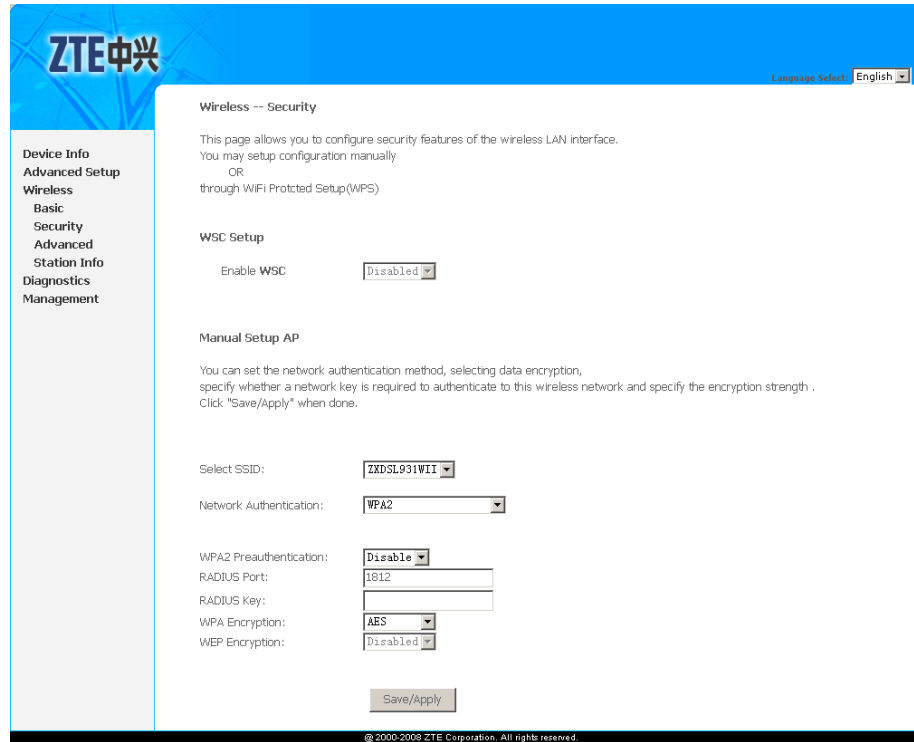 ZTE中兴
Language Select: English
Wireless -- Security
This page allows you to configure security features of the wireless LAN interface.
You may setup configuration manually
OR
through WiFi Protcted Setup(WPS)
Device Info
Advanced Setup
Wireless
Basic
Security
Advanced
Station Info
Diagnostics
Management
WSC Setup
Enable WSC Disabled
Manual Setup AP
You can set the network authentication method, selecting data encryption,
specify whether a network key is required to authenticate to this wireless network and specify the encryption strength .
Click "Save/Apply" when done.
Select SSID: ZXDSL931WII
Network Authentication: WPA2
WPA2 Preauthentication: Disable
RADIUS Port: 1812
RADIUS Key:
WPA Encryption: AES
WEP Encryption: Disabled
Save/Apply
@ 2000-2008 ZTE Corporation. All rights reserved.